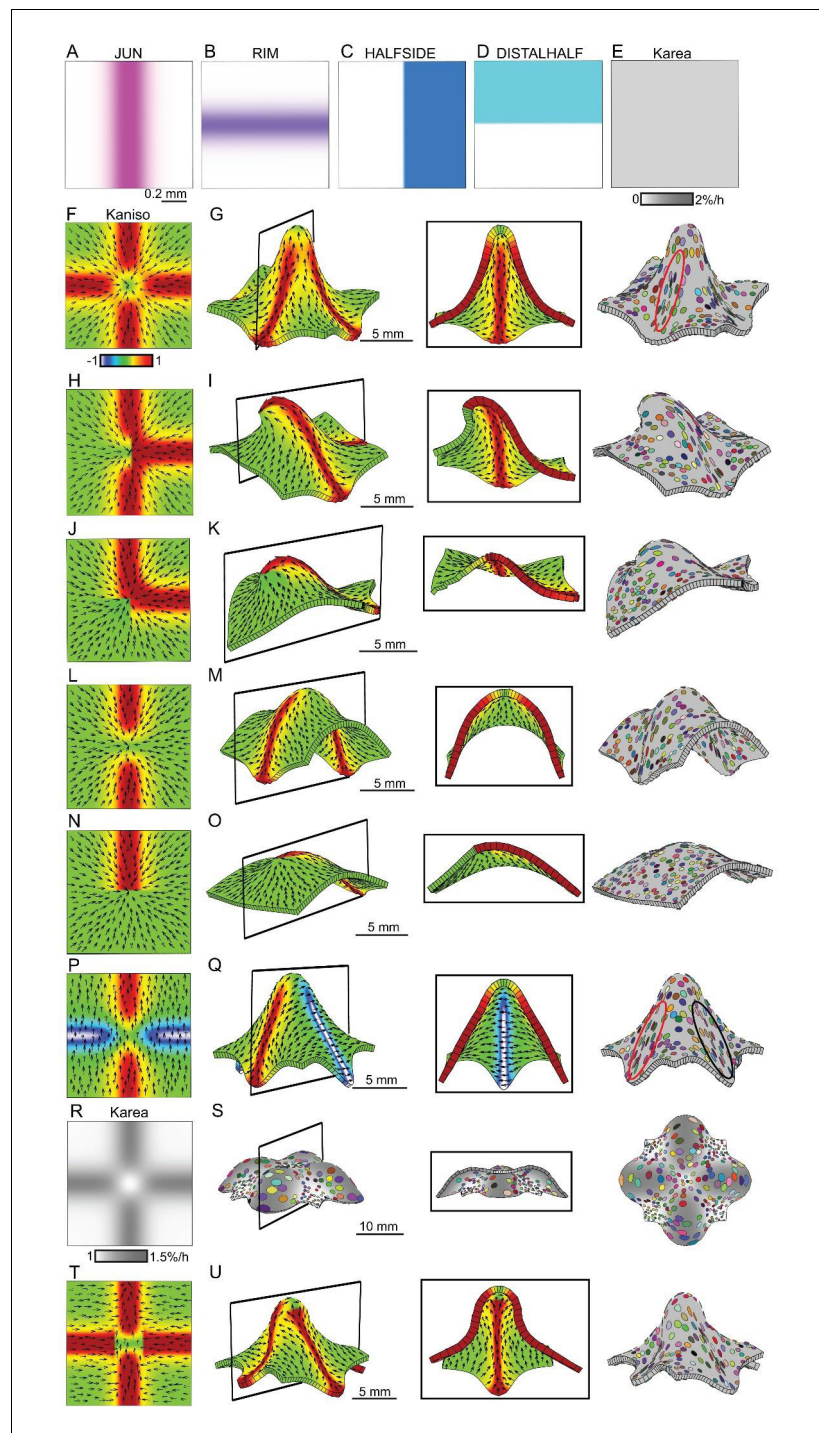 A JUN
B RIM
C HALFSIDE
D DISTALHALF
E Karea
0.2 mm
0 2%/h
F Kaniso
G
-1 1
5 mm
H
I
5 mm
J
K
5 mm
L
M
5 mm
N
O
5 mm
P
Q
5 mm
R Karea
S
1 1.5%/h
10 mm
T
U
5 mm